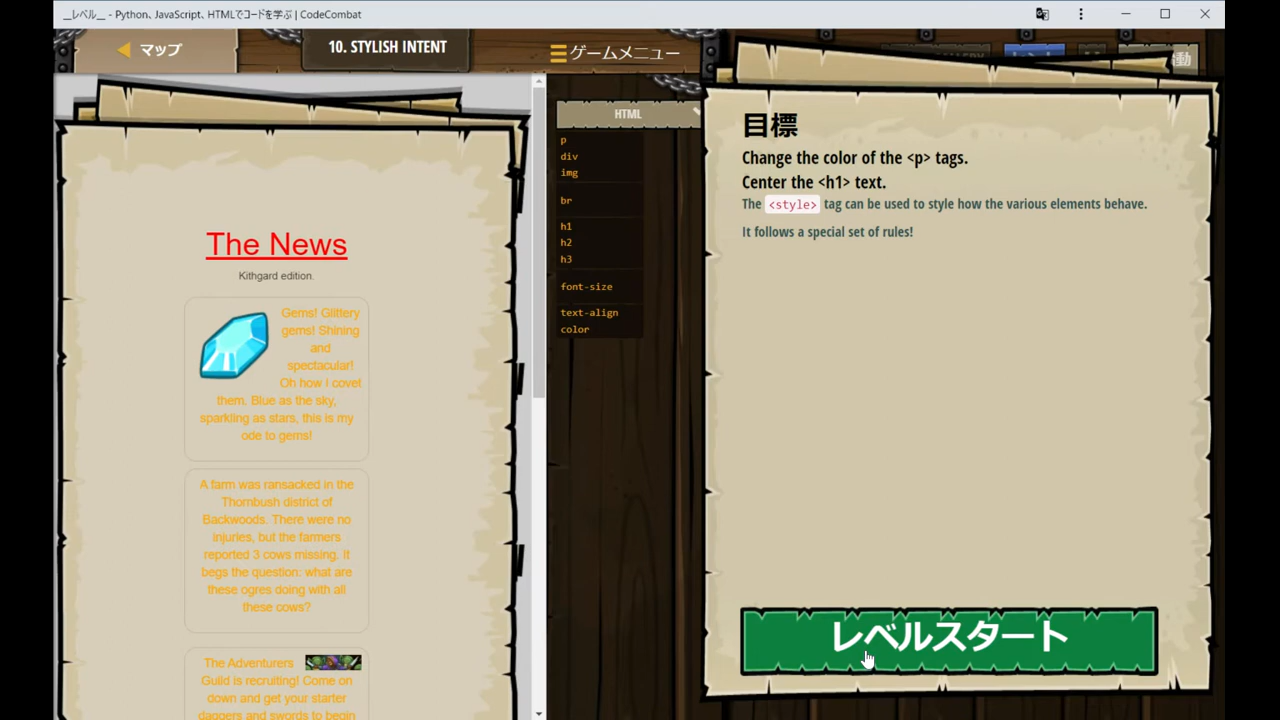 __レベル__ - Python、JavaScript、HTMLでコードを学ぶ | CodeCombat
マップ
10. STYLISH INTENT
ゲームメニュー
動
The News
Kithgard edition.
Gems! Glittery
gems! Shining
and
spectacular!
Oh how I covet
them. Blue as the sky,
sparkling as stars, this is my
ode to gems!
A farm was ransacked in the
Thornbush district of
Backwoods. There were no
injuries, but the farmers
reported 3 cows missing. It
begs the question: what are
these ogres doing with all
these cows?
The Adventurers
Guild is recruiting! Come on
down and get your starter
daggers and swords to begin
HTML
p
div
img
br
h1
h2
h3
font-size
text-align
color
目標
Change the color of the <p> tags.
Center the <h1> text.
The <style> tag can be used to style how the various elements behave.
It follows a special set of rules!
レベルスタート